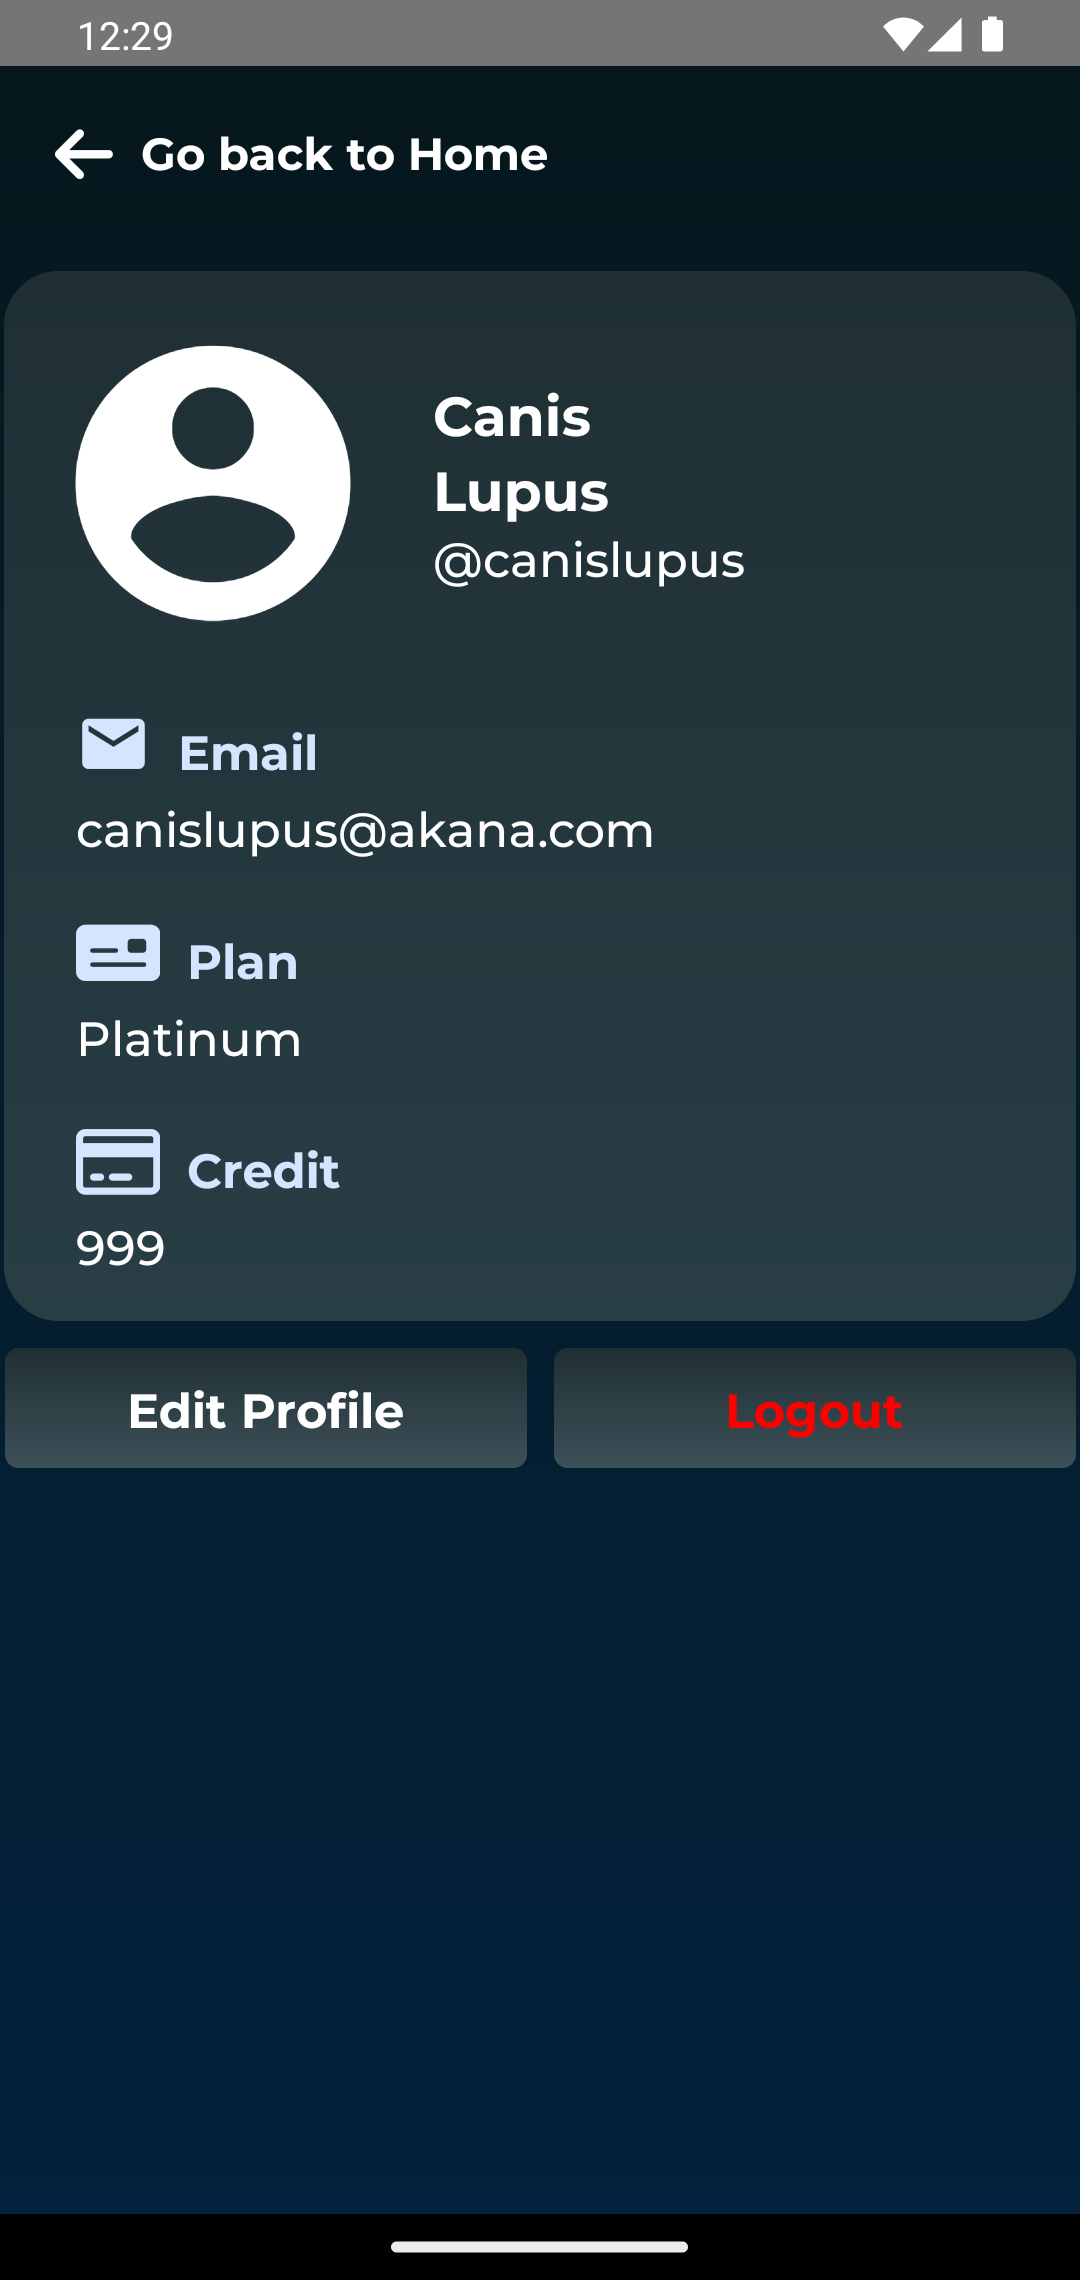 12:29
Go back to Home
Canis
Lupus
@canislupus
Email
canislupus@akana.com
Plan
Platinum
Credit
999
Edit Profile
Logout